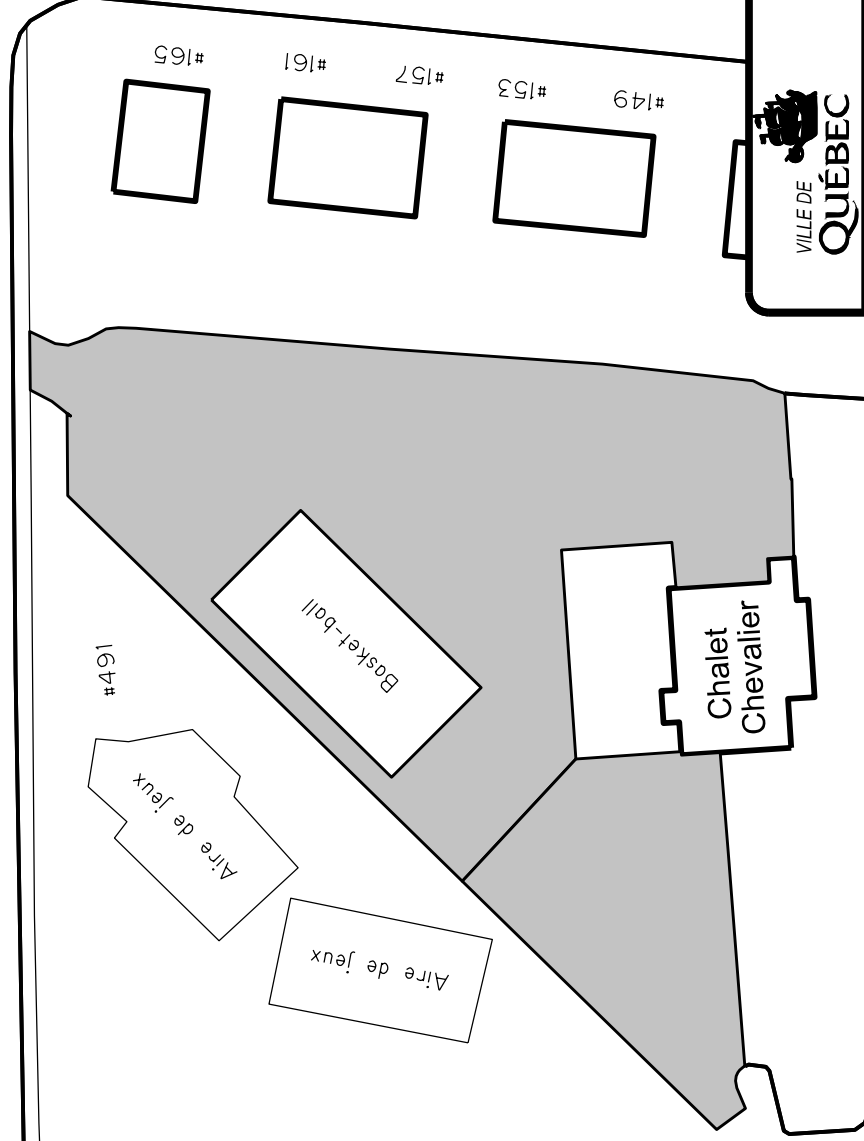 #165
#161
#157
#153
#149
VILLE DE
QUÉBEC
Basket-ball
Chalet
Chevalier
#491
Aire de jeux
Aire de jeux